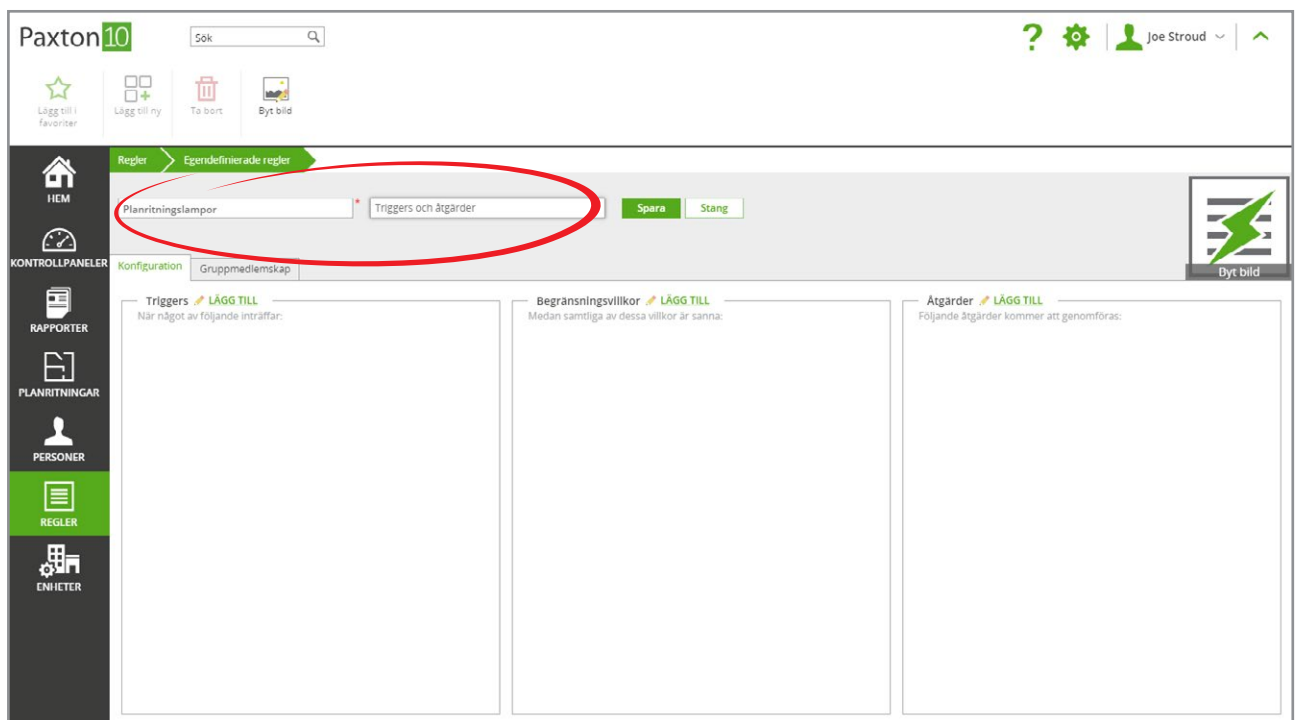 Paxton10
Sök
?
Joe Stroud
Lägg till i
favoriter
Lägg till ny
Ta bort
Byt bild
Regler
Egendefinierade regler
HEM
KONTROLLPANELER
RAPPORTER
PLANRITNINGAR
PERSONER
REGLER
ENHETER
Planritningslampor
*
Triggers och åtgärder
Spara
Stang
Byt bild
Konfiguration
Gruppmedlemskap
Triggers LÄGG TILL
När något av följande inträffar:
Begränsningsvillkor LÄGG TILL
Medan samtliga av dessa villkor är sanna:
Åtgärder LÄGG TILL
Följande åtgärder kommer att genomföras: